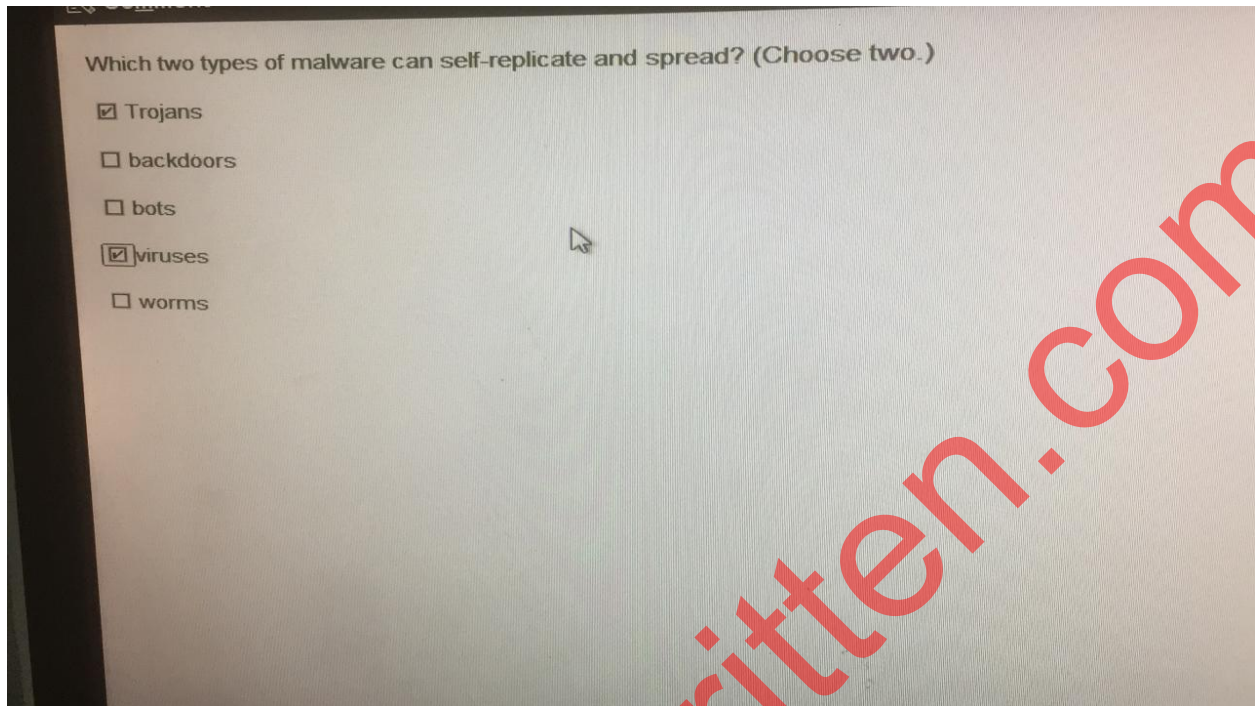 Which two types of malware can self-replicate and spread? (Choose two.)
Trojans
backdoors
bots
viruses
worms
ritten.com